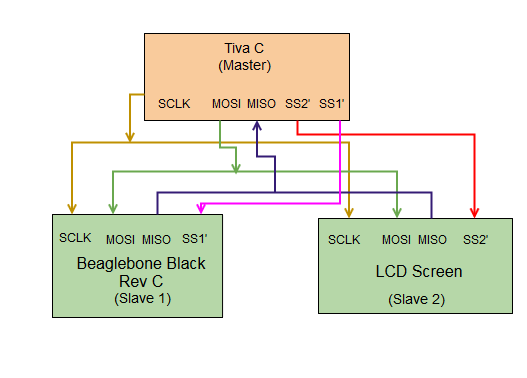 Tiva C
(Master)
SCLK MOSI MISO SS2' SS1'
SCLK MOSI MISO SS1'
Beaglebone Black
Rev C
(Slave 1)
SCLK MOSI MISO SS2'
LCD Screen
(Slave 2)